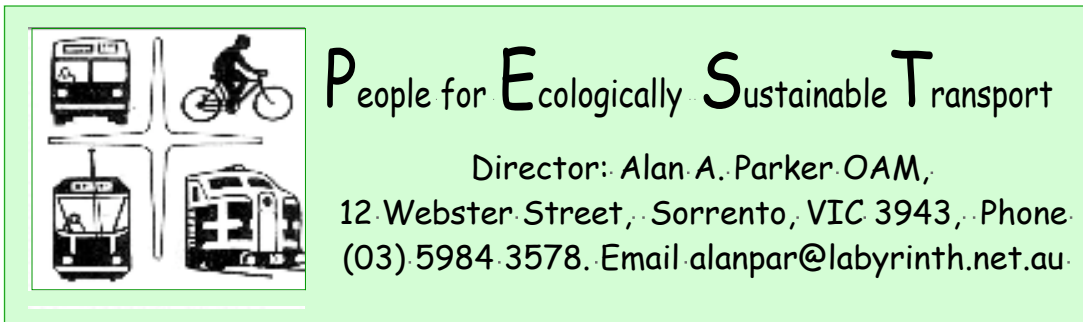 People for Ecologically Sustainable Transport
Director: Alan A. Parker OAM,
12 Webster Street, Sorrento, VIC 3943, Phone
(03) 5984 3578. Email alanpar@labyrinth.net.au